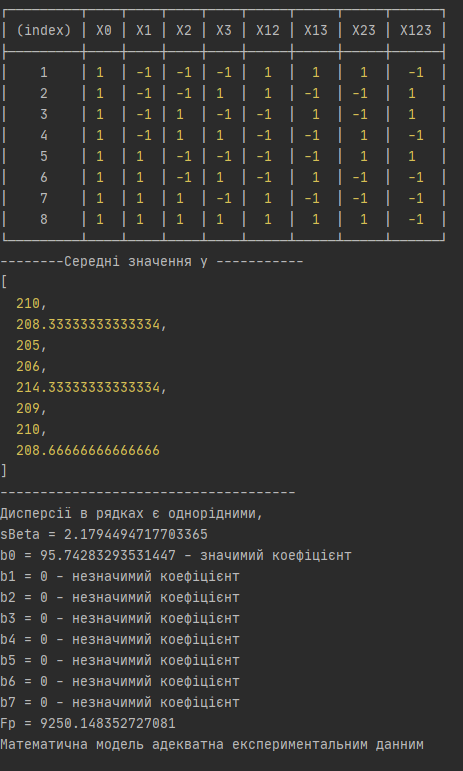 (index) X0 X1 X2 X3 X12 X13 X23 X123
1 1 -1 -1 -1 1 1 1 -1
2 1 -1 -1 1 1 -1 -1 1
3 1 -1 1 -1 -1 1 -1 1
4 1 -1 1 1 -1 -1 1 -1
5 1 1 -1 -1 -1 -1 1 1
6 1 1 -1 1 -1 1 -1 -1
7 1 1 1 -1 1 -1 -1 -1
8 1 1 1 1 1 1 1 -1
--------Середні значення y -----------
[
210,
208.33333333333334,
205,
206,
214.33333333333334,
209,
210,
208.66666666666666
]
-----------------------------------
Дисперсії в рядках є однорідними,
sBeta = 2.1794494717703365
b0 = 95.74283293531447 - значимий коефіцієнт
b1 = 0 - незначимий коефіцієнт
b2 = 0 - незначимий коефіцієнт
b3 = 0 - незначимий коефіцієнт
b4 = 0 - незначимий коефіцієнт
b5 = 0 - незначимий коефіцієнт
b6 = 0 - незначимий коефіцієнт
b7 = 0 - незначимий коефіцієнт
Fp = 9250.148352727081
Математична модель адекватна експериментальним данним